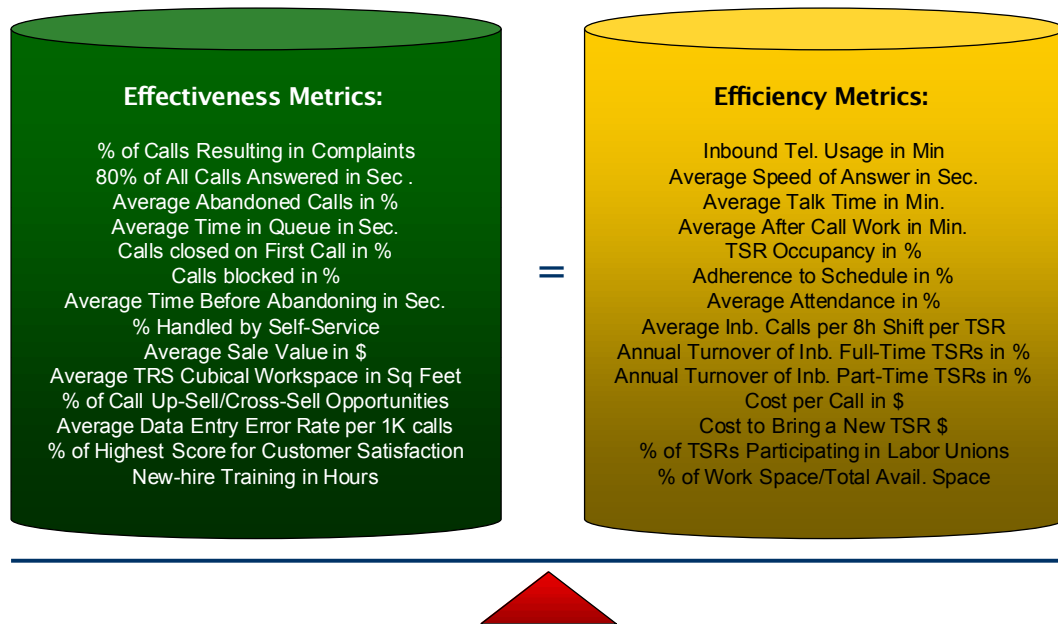 Effectiveness Metrics:
% of Calls Resulting in Complaints
80% of All Calls Answered in Sec .
Average Abandoned Calls in %
Average Time in Queue in Sec.
Calls closed on First Call in %
Calls blocked in %
Average Time Before Abandoning in Sec.
% Handled by Self-Service
Average Sale Value in $
Average TRS Cubical Workspace in Sq Feet
% of Call Up-Sell/Cross-Sell Opportunities
Average Data Entry Error Rate per 1K calls
% of Highest Score for Customer Satisfaction
New-hire Training in Hours
=
Efficiency Metrics:
Inbound Tel. Usage in Min
Average Speed of Answer in Sec.
Average Talk Time in Min.
Average After Call Work in Min.
TSR Occupancy in %
Adherence to Schedule in %
Average Attendance in %
Average Inb. Calls per 8h Shift per TSR
Annual Turnover of Inb. Full-Time TSRs in %
Annual Turnover of Inb. Part-Time TSRs in %
Cost per Call in $
Cost to Bring a New TSR $
% of TSRs Participating in Labor Unions
% of Work Space/Total Avail. Space